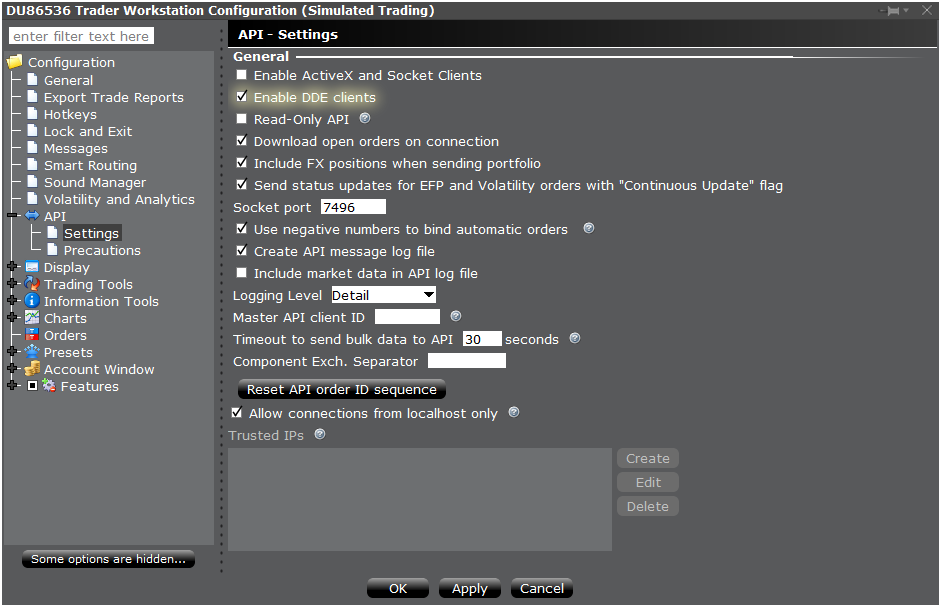 DU86536 Trader Workstation Configuration (Simulated Trading)
enter filter text here
Configuration
General
Export Trade Reports
Hotkeys
Lock and Exit
Messages
Smart Routing
Sound Manager
Volatility and Analytics
API
Settings
Precautions
Display
Trading Tools
Information Tools
Charts
Orders
Presets
Account Window
Features
Some options are hidden...
API - Settings
General
Enable ActiveX and Socket Clients
Enable DDE clients
Read-Only API ?
Download open orders on connection
Include FX positions when sending portfolio
Send status updates for EFP and Volatility orders with "Continuous Update" flag
Socket port 7496
Use negative numbers to bind automatic orders ?
Create API message log file
Include market data in API log file
Logging Level Detail
Master API client ID ?
Timeout to send bulk data to API 30 seconds ?
Component Exch. Separator
Reset API order ID sequence
Allow connections from localhost only ?
Trusted IPs ?
Create
Edit
Delete
OK Apply Cancel